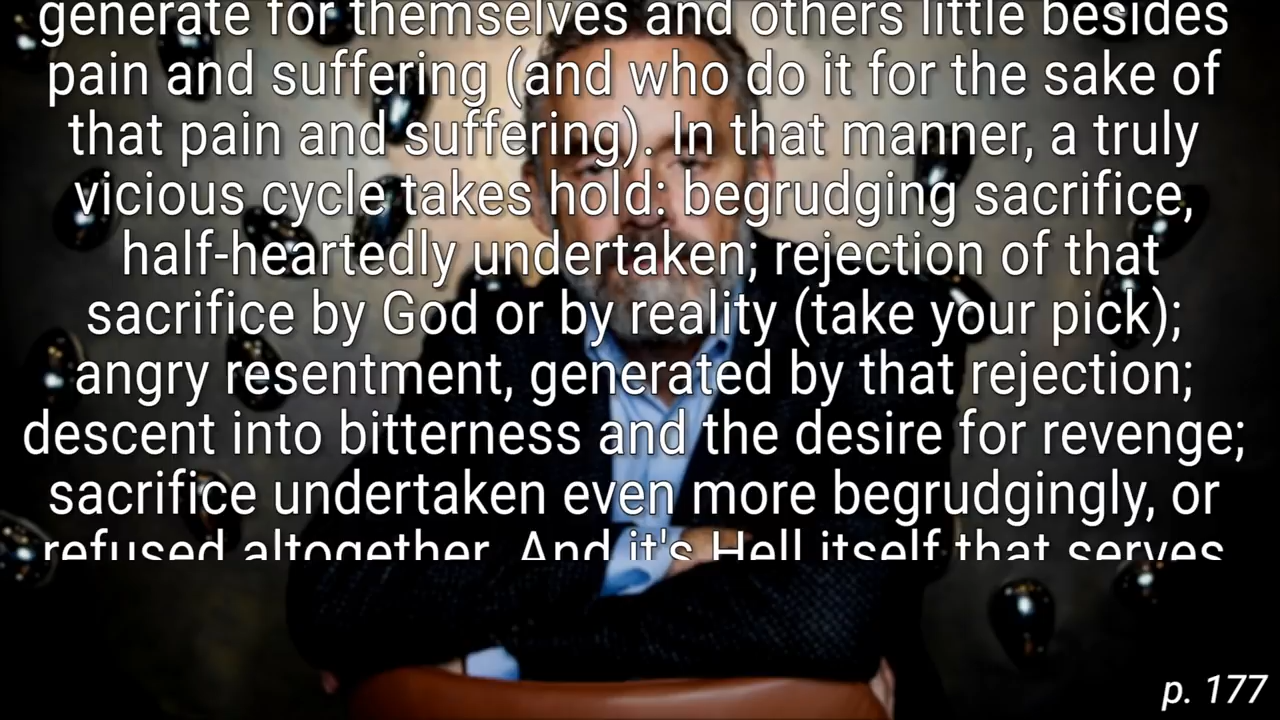 generate for themselves and others little besides
pain and suffering (and who do it for the sake of
that pain and suffering). In that manner, a truly
vicious cycle takes hold: begrudging sacrifice,
half-heartedly undertaken; rejection of that
sacrifice by God or by reality (take your pick);
angry resentment, generated by that rejection;
descent into bitterness and the desire for revenge;
sacrifice undertaken even more begrudgingly, or
refused altogether. And it's Hell itself that serves
p. 177